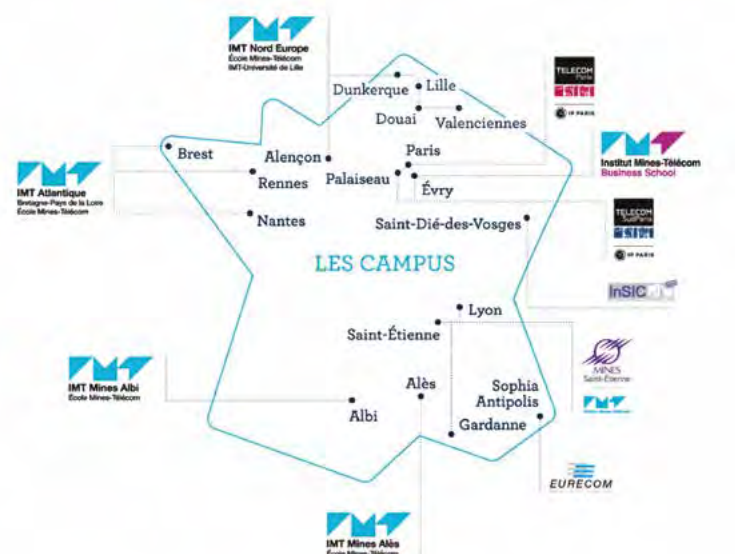 IMT Nord Europe
École Mines-Télécom
IMT-Université de Lille
Dunkerque
Lille
Douai
Valenciennes
TELECOM
Paris
IP PARIS
Brest
Alençon
Paris
Institut Mines-Télécom
Business School
IMT Atlantique
Bretagne-Pays de la Loire
École Mines-Télécom
Rennes
Palaiseau
Évry
Nantes
Saint-Dié-des-Vosges
TELECOM
SudParis
IP PARIS
LES CAMPUS
InSIC
Lyon
Saint-Étienne
MINES
Saint-Étienne
IMT Mines Albi
École Mines-Télécom
Alès
Sophia
Antipolis
Albi
Gardanne
EURECOM
IMT Mines Alès
École Mines-Télécom